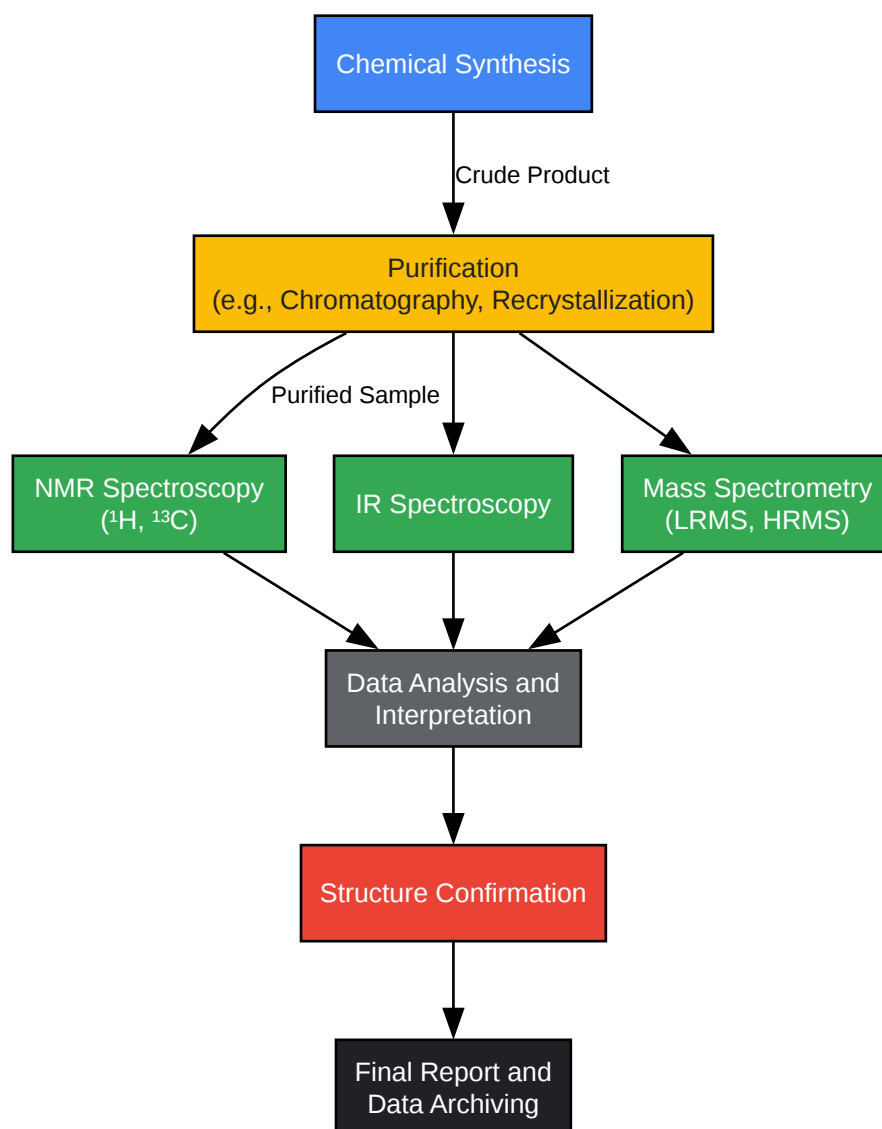 Chemical Synthesis
Crude Product
Purification
(e.g., Chromatography, Recrystallization)
Purified Sample
NMR Spectroscopy
(¹H, ¹³C)
IR Spectroscopy
Mass Spectrometry
(LRMS, HRMS)
Data Analysis and
Interpretation
Structure Confirmation
Final Report and
Data Archiving